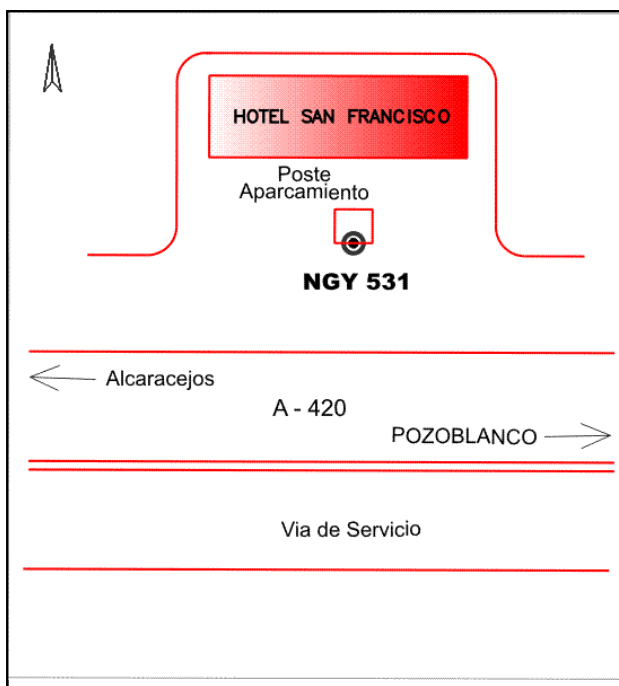 HOTEL SAN FRANCISCO
Poste
Aparcamiento
NGY 531
Alcaracejos
A - 420
POZOBLANCO
Via de Servicio